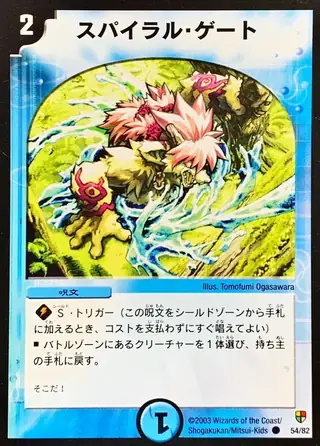 2
スパイラル・ゲート
Illus. Tomofumi Ogasawara
呪文
S・トリガー（この呪文をシールドゾーンから手札
に加えるとき、コストを支払わずにすぐ唱えてよい）
■バトルゾーンにあるクリーチャーを1体選び、持ち主
の手札に戻す。
そこだ！
1
©2003 Wizards of the Coast/
Shogakukan/Mitsui-Kids ● 54/82